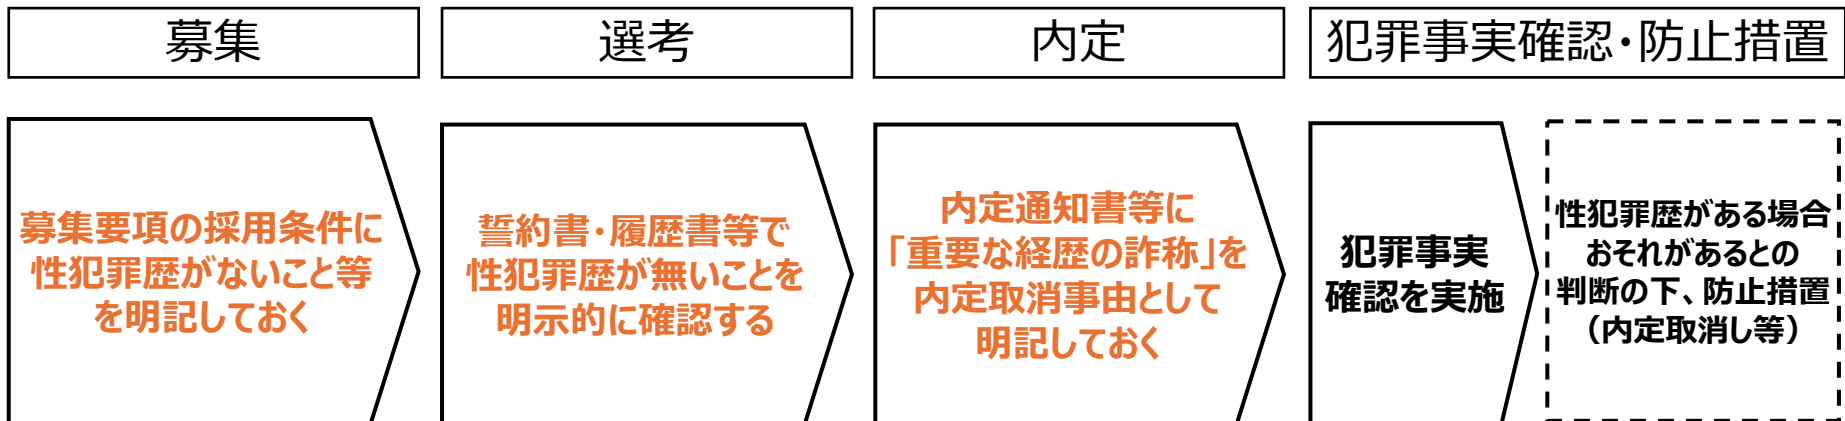 募集
選考
内定
犯罪事実確認・防止措置
募集要項の採用条件に
性犯罪歴がないこと等
を明記しておく
誓約書・履歴書等で
性犯罪歴が無いことを
明示的に確認する
内定通知書等に
「重要な経歴の詐称」を
内定取消事由として
明記しておく
犯罪事実
確認を実施
性犯罪歴がある場合
おそれがあるとの
判断の下、防止措置
（内定取消し等）